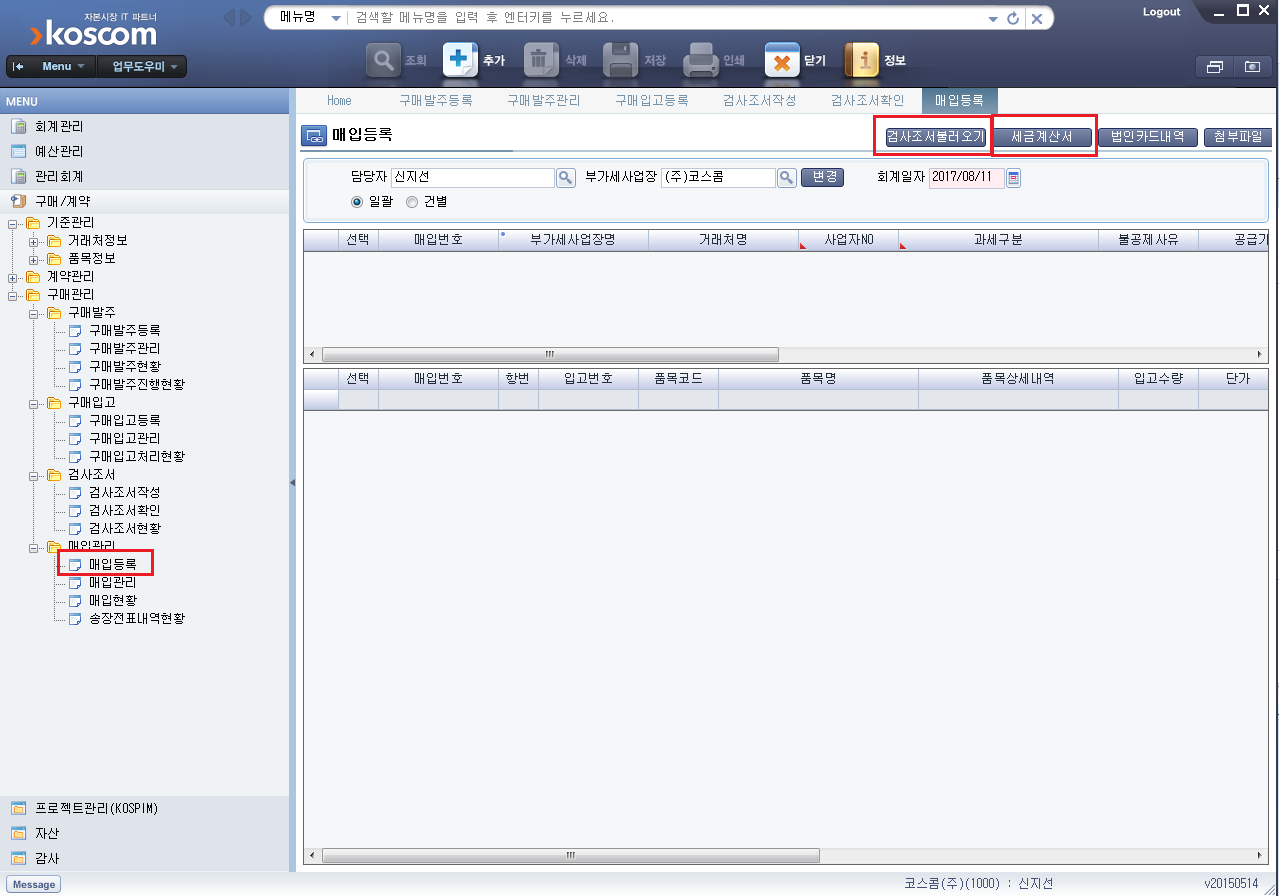 자본시장 IT 파트너
koscom
메뉴명 검색할 메뉴명을 입력 후 엔터키를 누르세요.
Logout
Menu 업무도우미
조회 추가 삭제 저장 인쇄 닫기 정보
MENU
회계관리
예산관리
관리회계
구매/계약
기준관리
거래처정보
품목정보
계약관리
구매관리
구매발주
구매발주등록
구매발주관리
구매발주현황
구매발주진행현황
구매입고
구매입고등록
구매입고관리
구매입고처리현황
검사조서
검사조서작성
검사조서확인
검사조서현황
매입관리
매입등록
매입관리
매입현황
송장전표내역현황
프로젝트관리(KOSPIM)
자산
감사
Home 구매발주등록 구매발주관리 구매입고등록 검사조서작성 검사조서확인 매입등록
매입등록
검사조서불러오기 세금계산서 법인카드내역 첨부파일
담당자 신지선 부가세사업장 (주)코스콤 변경 회계일자 2017/08/11
일괄 건별
선택 매입번호 부가세사업장명 거래처명 사업자NO 과세구분 불공제사유 공급가
선택 매입번호 항번 입고번호 품목코드 품목명 품목상세내역 입고수량 단가
Message
코스콤(주)(1000) : 신지선
v20150514